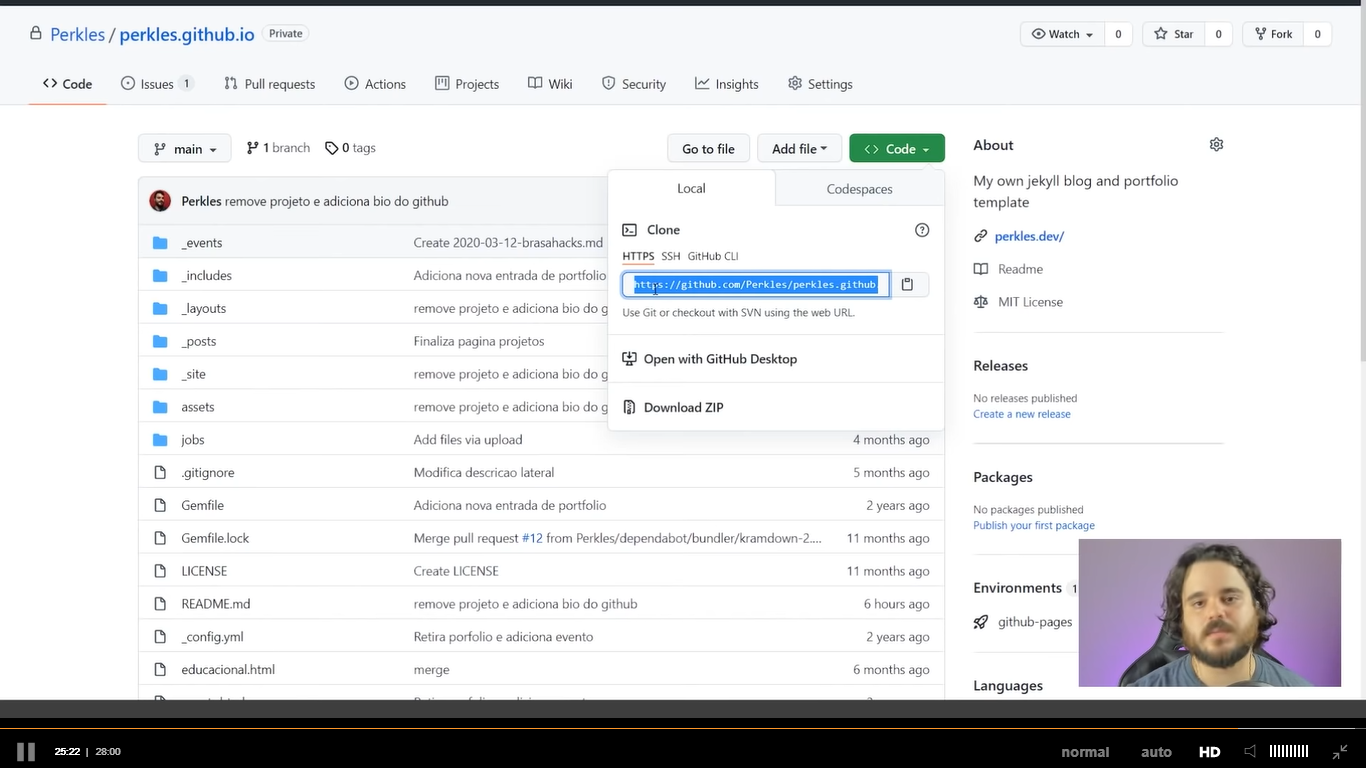 Perkles / perkles.github.io Private
Watch 0 Star 0 Fork 0
Code Issues 1 Pull requests Actions Projects Wiki Security Insights Settings
main 1 branch 0 tags Go to file Add file Code
Perkles remove projeto e adiciona bio do github
_events Create 2020-03-12-brasahacks.md
_includes Adiciona nova entrada de portfolio
_layouts remove projeto e adiciona bio do g
_posts Finaliza pagina projetos
_site remove projeto e adiciona bio do g
assets remove projeto e adiciona bio do g
jobs Add files via upload 4 months ago
.gitignore Modifica descricao lateral 5 months ago
Gemfile Adiciona nova entrada de portfolio 2 years ago
Gemfile.lock Merge pull request #12 from Perkles/dependabot/bundler/kramdown-2.... 11 months ago
LICENSE Create LICENSE 11 months ago
README.md remove projeto e adiciona bio do github 6 hours ago
_config.yml Retira porfolio e adiciona evento 2 years ago
educacional.html merge 6 months ago
Local Codespaces
Clone
HTTPS SSH GitHub CLI
https://github.com/Perkles/perkles.github
Use Git or checkout with SVN using the web URL.
Open with GitHub Desktop
Download ZIP
About
My own jekyll blog and portfolio
template
perkles.dev/
Readme
MIT License
Releases
No releases published
Create a new release
Packages
No packages published
Publish your first package
Environments 1
github-pages
Languages
25:22 | 28:00 normal auto HD